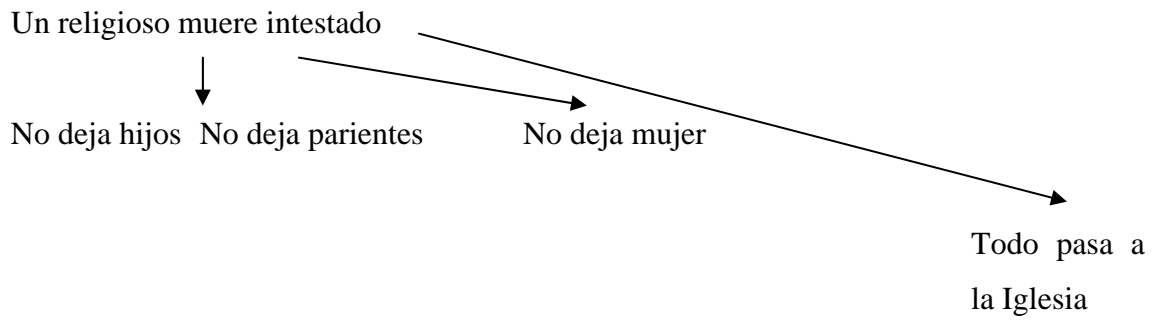 Un religioso muere intestado
No deja hijos No deja parientes No deja mujer
Todo pasa a
la Iglesia